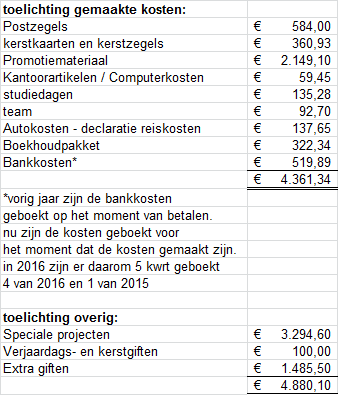 toelichting gemaakte kosten:
Postzegels € 584,00
kerstkaarten en kerstzegels € 360,93
Promotiemateriaal € 2.149,10
Kantoorartikelen / Computerkosten € 59,45
studiedagen € 135,28
team € 92,70
Autokosten - declaratie reiskosten € 137,65
Boekhoudpakket € 322,34
Bankkosten* € 519,89
€ 4.361,34
*vorig jaar zijn de bankkosten
geboekt op het moment van betalen.
nu zijn de kosten geboekt voor
het moment dat de kosten gemaakt zijn.
in 2016 zijn er daarom 5 kwrt geboekt
4 van 2016 en 1 van 2015
toelichting overig:
Speciale projecten € 3.294,60
Verjaardags- en kerstgiften € 100,00
Extra giften € 1.485,50
€ 4.880,10